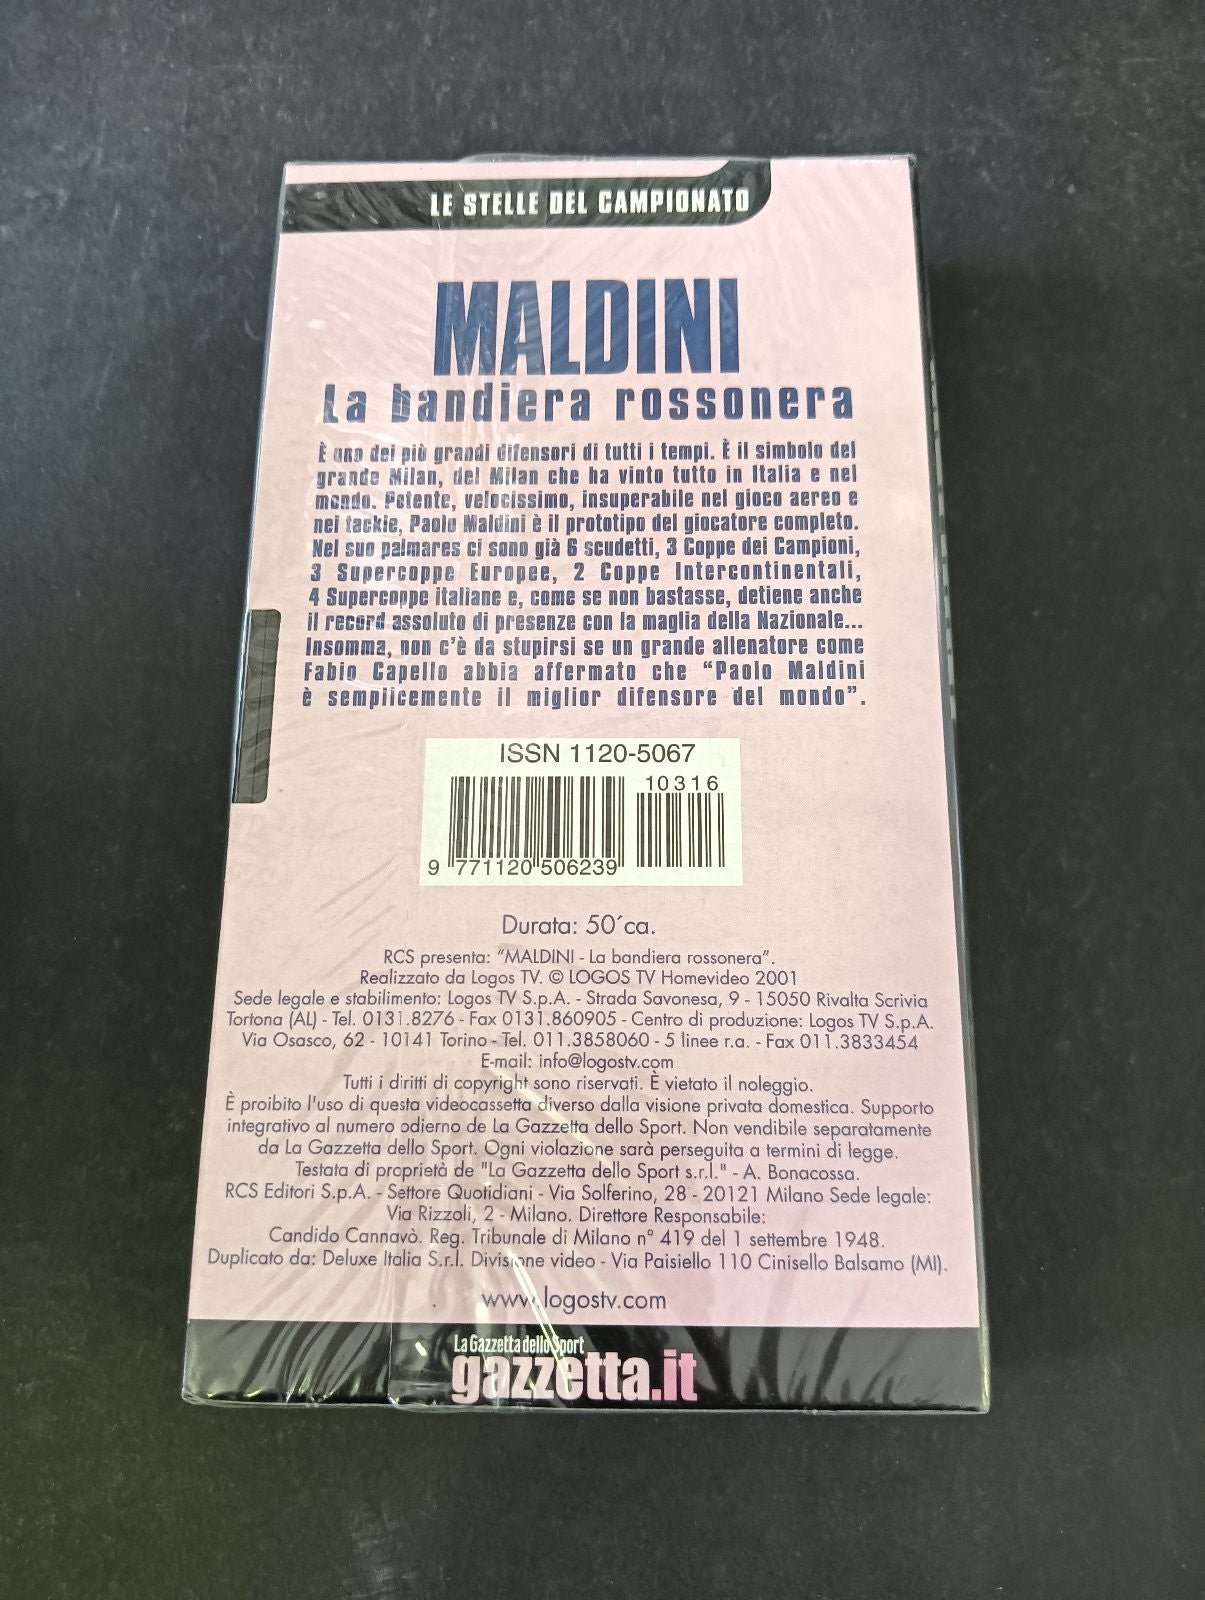 LE STELLE DEL CAMPIONATO
MALDINI
La bandiera rossonera
È uno dei più grandi difensori di tutti i tempi. È il simbolo del
grande Milan, del Milan che ha vinto tutto in Italia e nel
mondo. Potente, velocissimo, insuperabile nel gioco aereo e
nei tackle, Paolo Maldini è il prototipo del giocatore completo.
Nel suo palmares ci sono già 6 scudetti, 3 Coppe dei Campioni,
3 Supercoppe Europee, 2 Coppe Intercontinentali,
4 Supercoppe italiane e, come se non bastasse, detiene anche
il record assoluto di presenze con la maglia della Nazionale...
Insomma, non c'è da stupirsi se un grande allenatore come
Fabio Capello abbia affermato che “Paolo Maldini
è semplicemente il miglior difensore del mondo”.
ISSN 1120-5067
10316
9 771120 506239
Durata: 50´ca.
RCS presenta: “MALDINI - La bandiera rossonera”.
Realizzato da Logos TV. © LOGOS TV Homevideo 2001
Sede legale e stabilimento: Logos TV S.p.A. - Strada Savonesa, 9 - 15050 Rivalta Scrivia
Tortona (AL) - Tel. 0131.8276 - Fax 0131.860905 - Centro di produzione: Logos TV S.p.A.
Via Osasco, 62 - 10141 Torino - Tel. 011.3858060 - 5 linee r.a. - Fax 011.3833454
E-mail: info@logostv.com
Tutti i diritti di copyright sono riservati. È vietato il noleggio.
È proibito l'uso di questa videocassetta diverso dalla visione privata domestica. Supporto
integrativo al numero odierno de La Gazzetta dello Sport. Non vendibile separatamente
da La Gazzetta dello Sport. Ogni violazione sarà perseguita a termini di legge.
Testata di proprietà de "La Gazzetta dello Sport s.r.l." - A. Bonacossa.
RCS Editori S.p.A. - Settore Quotidiani - Via Solferino, 28 - 20121 Milano Sede legale:
Via Rizzoli, 2 - Milano. Direttore Responsabile:
Candido Cannavò. Reg. Tribunale di Milano n° 419 del 1 settembre 1948.
Duplicato da: Deluxe Italia S.r.l. Divisione video - Via Paisiello 110 Cinisello Balsamo (MI).
www.logostv.com
La Gazzetta dello Sport
gazzetta.it